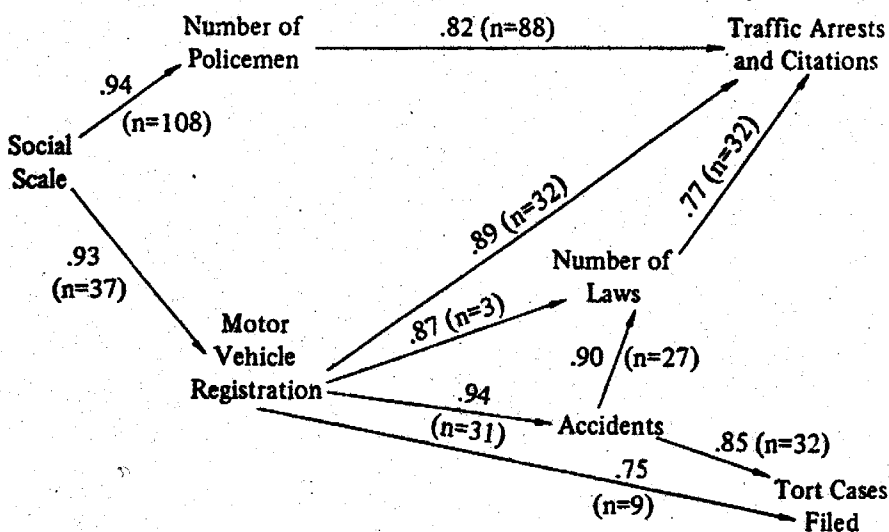 Number of
Policemen
.82 (n=88)
Traffic Arrests
and Citations
.94
(n=108)
Social
Scale
.93
(n=37)
.89 (n=32)
.77 (n=32)
Number of
Laws
.87 (n=3)
Motor
Vehicle
Registration
.90 (n=27)
.94
(n=31)
Accidents
.85 (n=32)
.75
(n=9)
Tort Cases
Filed